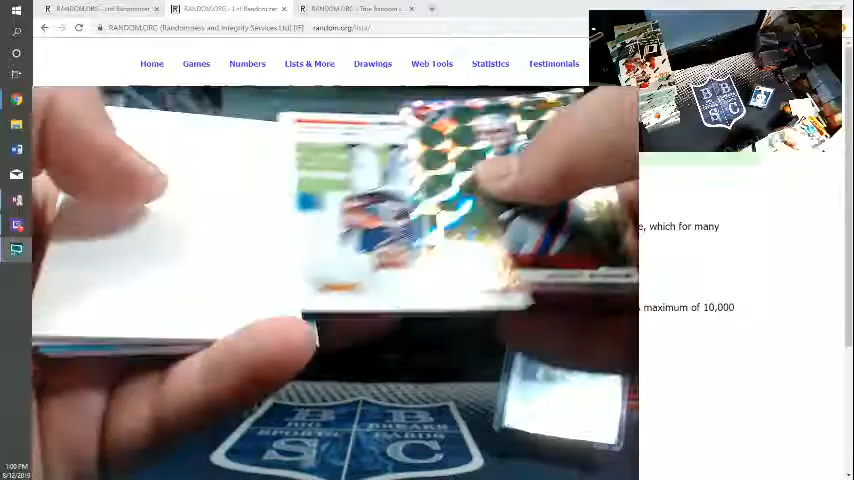 RANDOM.ORG - List Randomizer
RANDOM.ORG - List Randomizer
RANDOM.ORG - True Random
RANDOM.ORG (Randomness and Integrity Services Ltd) [IE]
random.org/lists/
Home
Games
Numbers
Lists & More
Drawings
Web Tools
Statistics
Testimonials
e, which for many
maximum of 10,000
B B
S C
B B
BIG BREAKS
SPORTS CARDS
S C
1:00 PM
8/12/2019